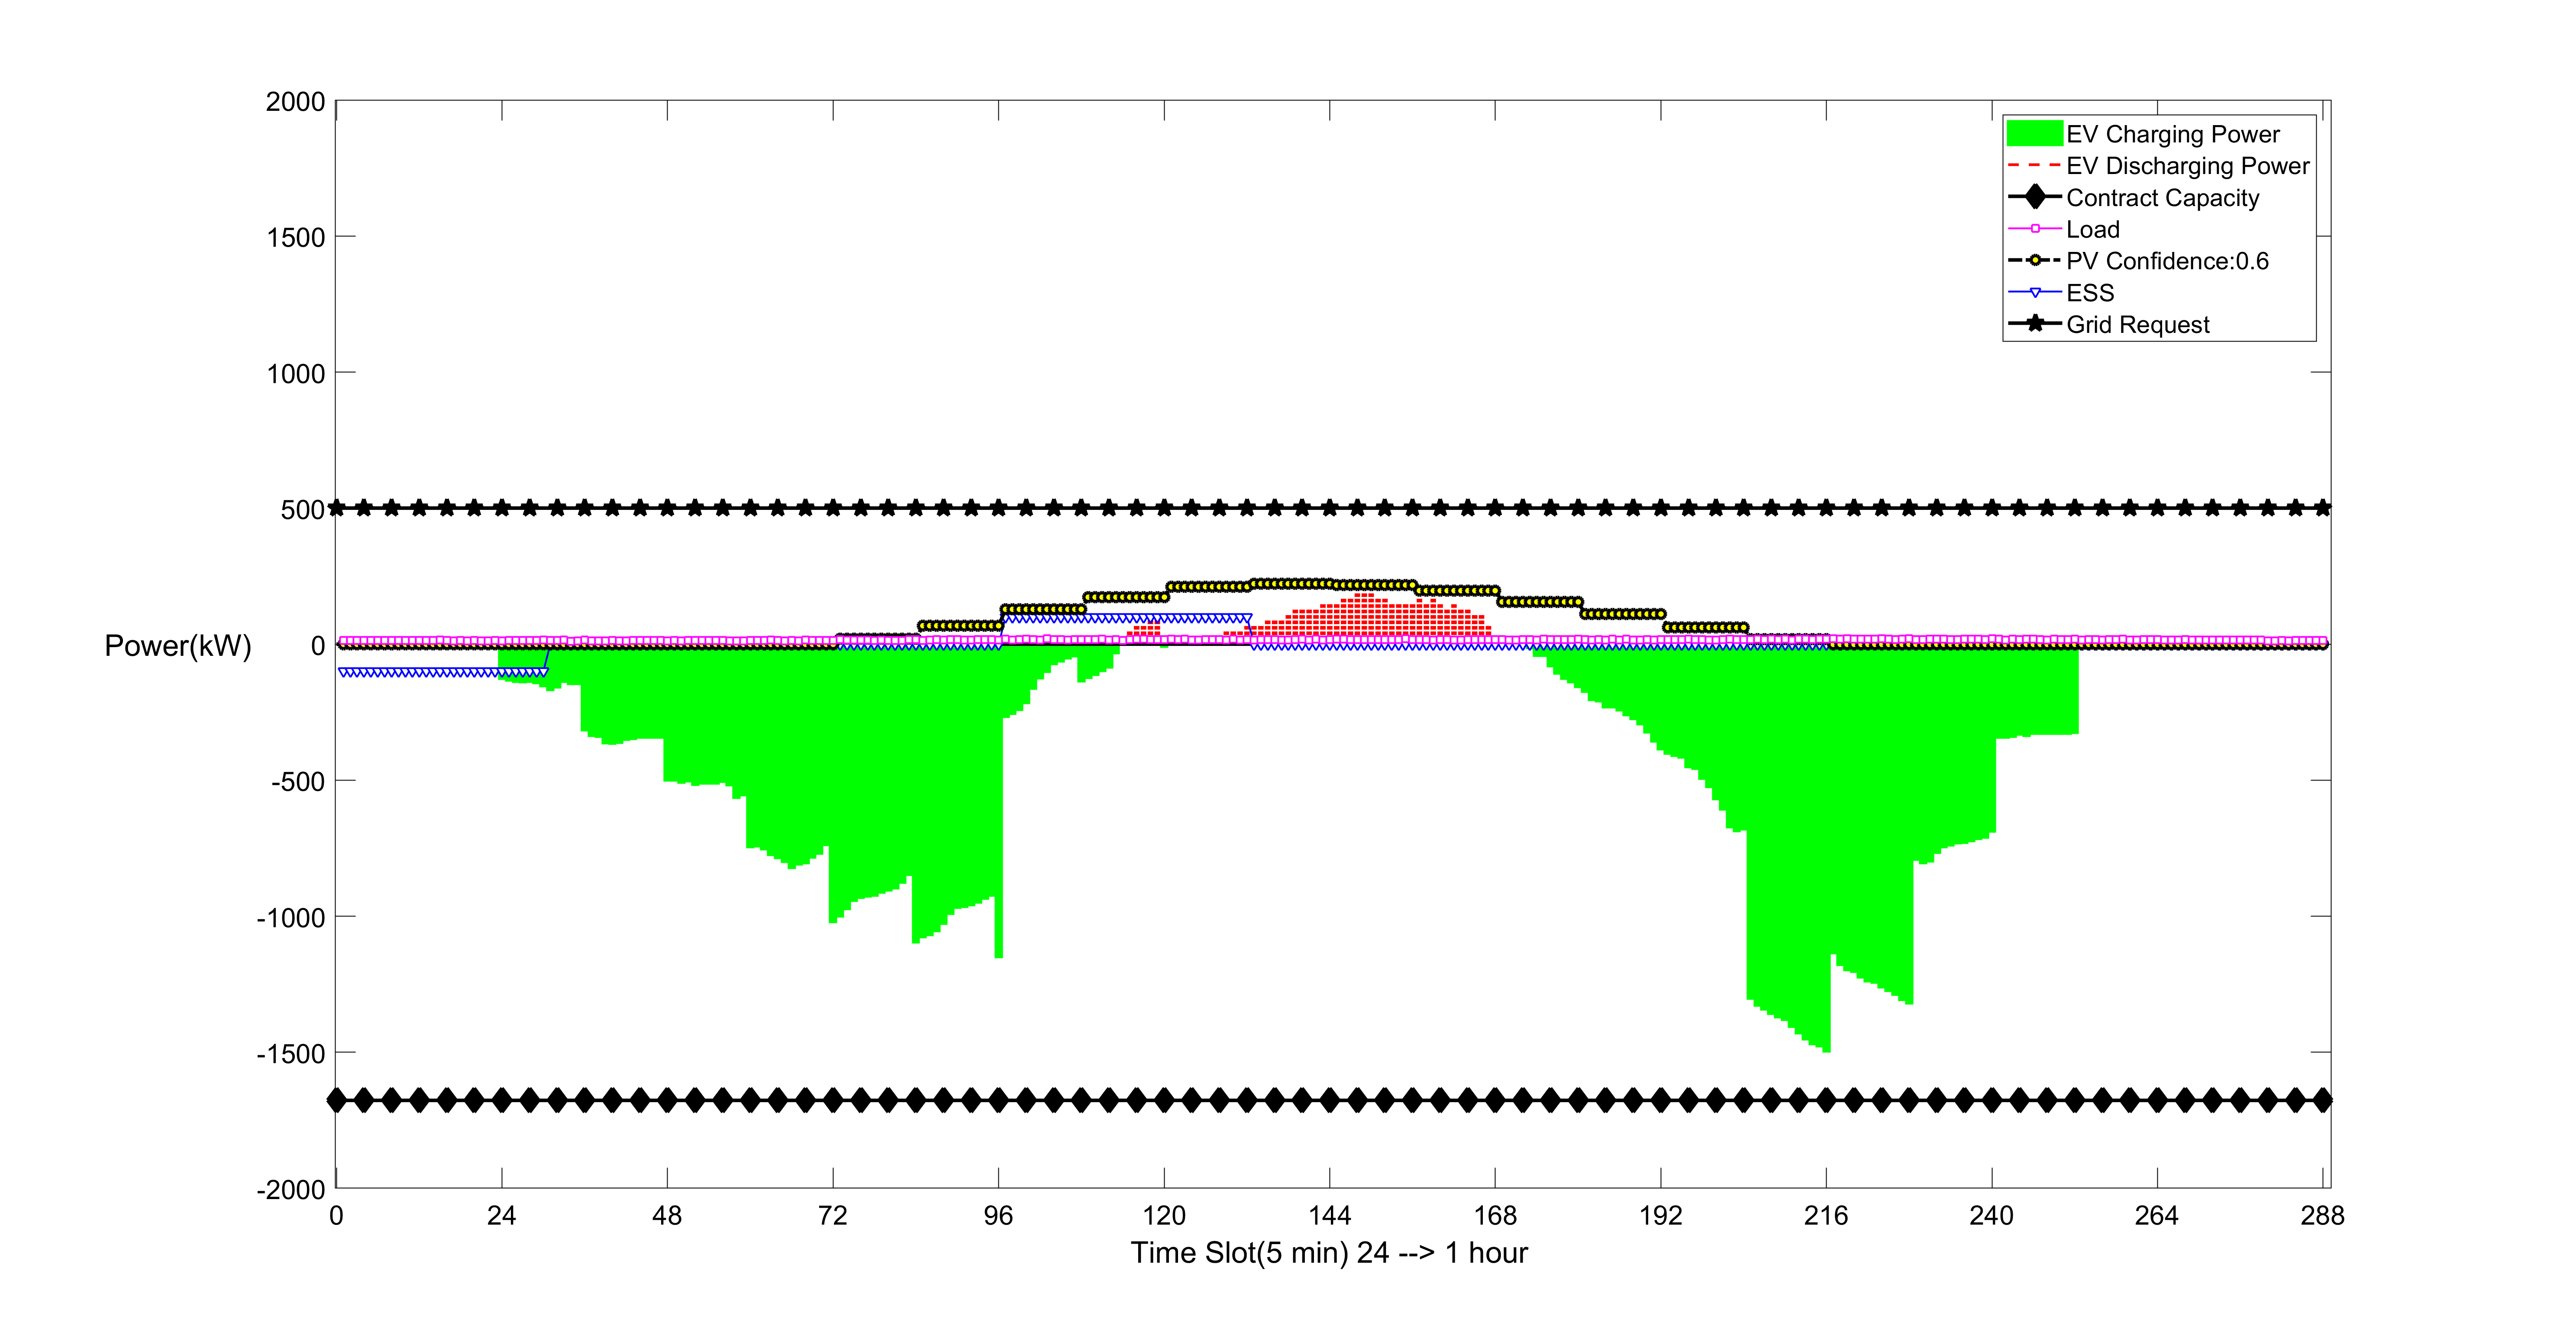 2000
1500
1000
500
0
-500
-1000
-1500
-2000
Power(kW)
EV Charging Power
EV Discharging Power
Contract Capacity
Load
PV Confidence:0.6
ESS
Grid Request
0 24 48 72 96 120 144 168 192 216 240 264 288
Time Slot(5 min) 24 --> 1 hour